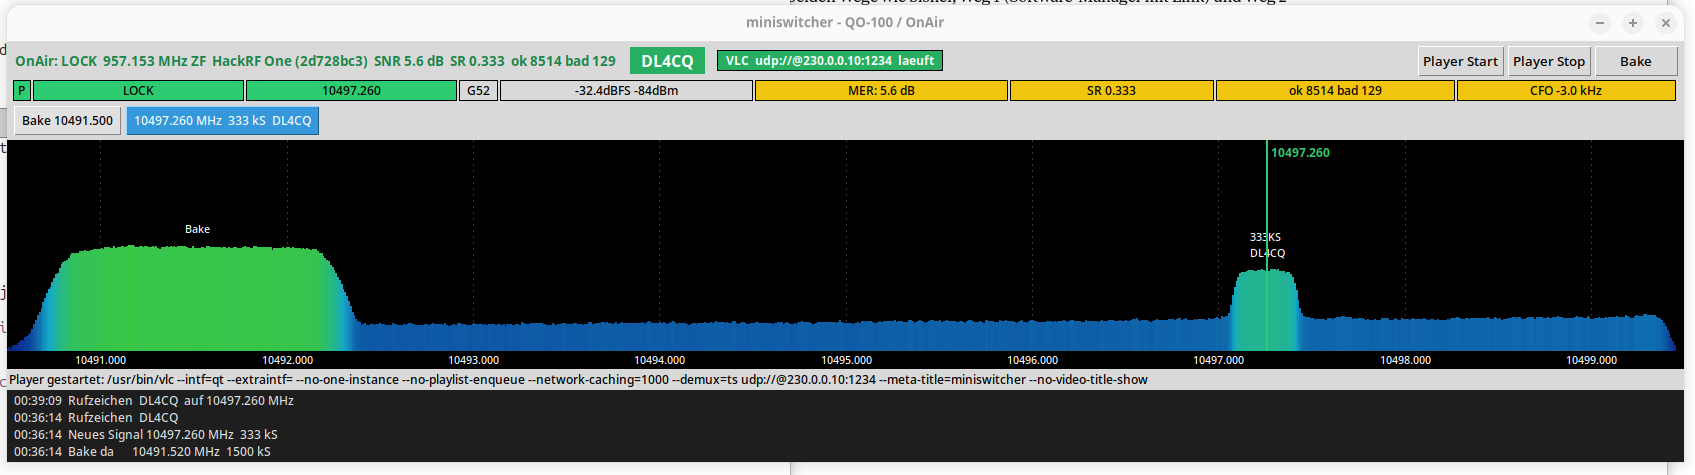 miniswitcher - QO-100 / OnAir
OnAir: LOCK 957.153 MHz ZF HackRF One (2d728bc3) SNR 5.6 dB SR 0.333 ok 8514 bad 129 DL4CQ VLC udp://@230.0.0.10:1234 laeuft Player Start Player Stop Bake
P LOCK 10497.260 G52 -32.4dBFS -84dBm MER: 5.6 dB SR 0.333 ok 8514 bad 129 CFO -3.0 kHz
Bake 10491.500 10497.260 MHz 333 kS DL4CQ
10497.260
Bake
333KS
DL4CQ
10491.000 10492.000 10493.000 10494.000 10495.000 10496.000 10497.000 10498.000 10499.000
Player gestartet: /usr/bin/vlc --intf=qt --extraintf= --no-one-instance --no-playlist-enqueue --network-caching=1000 --demux=ts udp://@230.0.0.10:1234 --meta-title=miniswitcher --no-video-title-show
00:39:09 Rufzeichen DL4CQ auf 10497.260 MHz
00:36:14 Rufzeichen DL4CQ
00:36:14 Neues Signal 10497.260 MHz 333 kS
00:36:14 Bake da 10491.520 MHz 1500 kS